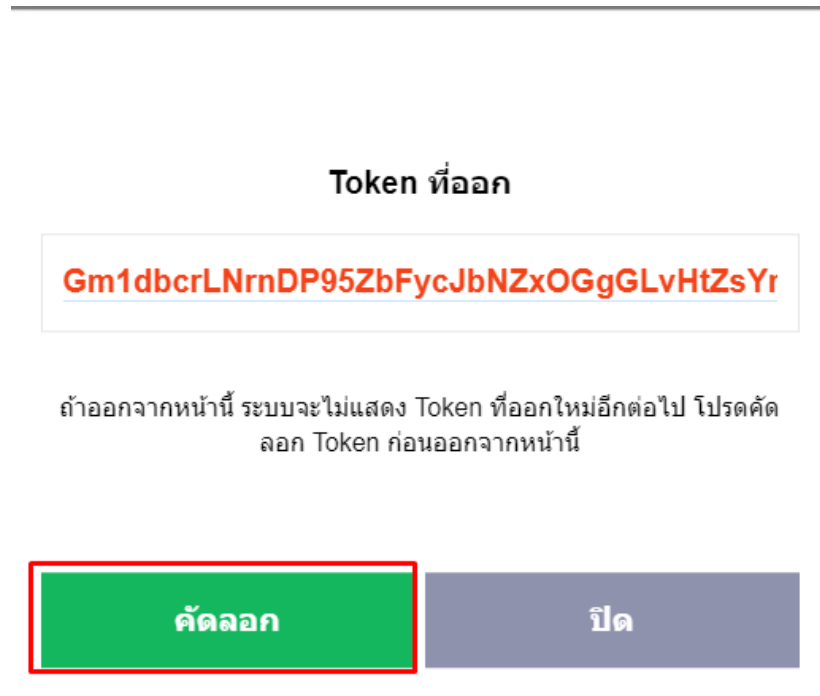 Token ที่ออก
Gm1dbcrLNrnDP95ZbFycJbNZxOGgGLvHtZsYr
ถ้าออกจากหน้านี้ ระบบจะไม่แสดง Token ที่ออกใหม่อีกต่อไป โปรดคัด
ลอก Token ก่อนออกจากหน้านี้
คัดลอก
ปิด